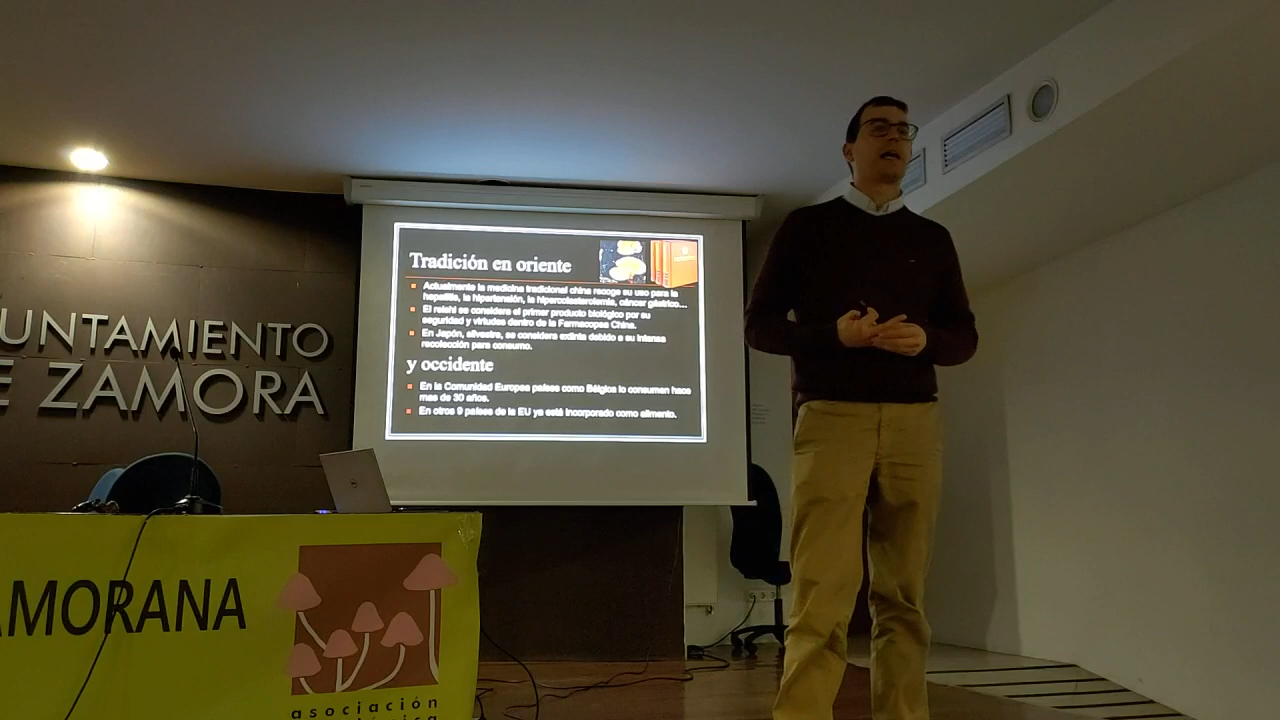 UNTAMIENTO
E ZAMORA
Tradición en oriente
Actualmente la medicina tradicional china recoge su uso para la
hepatitis, la hipertensión, la hipercolesterolemia, cáncer gástrico...
El reishi se considera el primer producto biológico por su
seguridad y virtudes dentro de la Farmacopea China.
En Japón, silvestre, se considera extinta debido a su intensa
recolección para consumo.
y occidente
En la Comunidad Europea países como Bélgica lo consumen hace
mas de 30 años.
En otros 9 países de la EU ya está incorporado como alimento.
MORANA
asociación